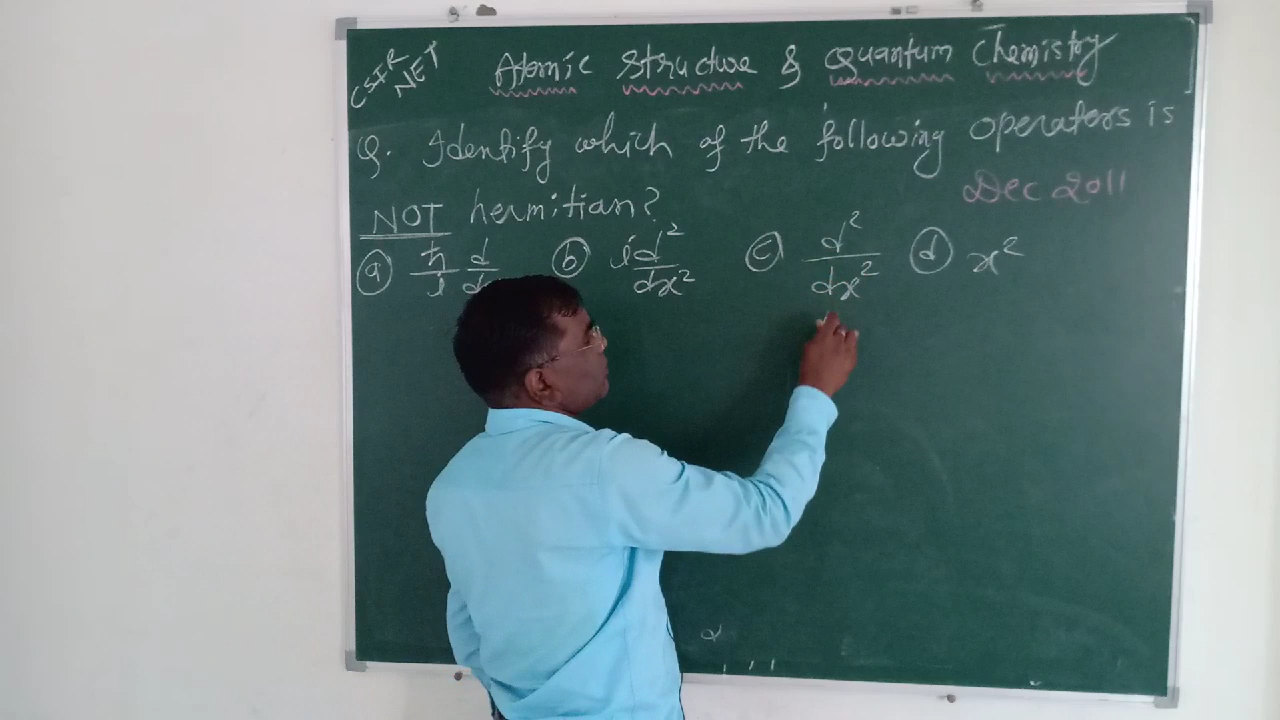 CSIR NET
Atomic Structure & Quantum Chemistry
Q. Identify which of the following operators is
Dec 2011
NOT hermitian?
(a) ℏ/i d/d (b) i d²/dx² (c) d²/dx² (d) x²